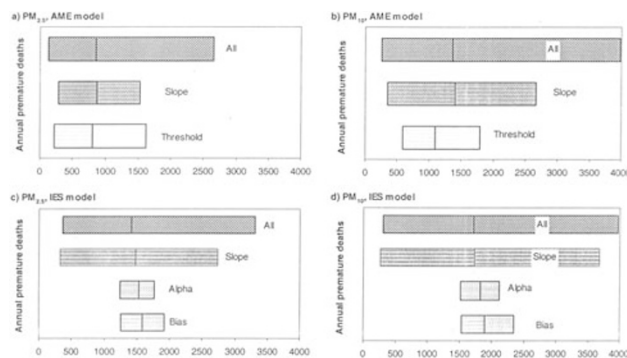 a) PM2.5, AME model
Annual premature deaths
All
Slope
Threshold
0 500 1000 1500 2000 2500 3000 3500 4000
b) PM10, AME model
Annual premature deaths
All
Slope
Threshold
0 500 1000 1500 2000 2500 3000 3500 4000
c) PM2.5, IES model
Annual premature deaths
All
Slope
Alpha
Bias
0 500 1000 1500 2000 2500 3000 3500 4000
d) PM10, IES model
Annual premature deaths
All
Slope
Alpha
Bias
0 500 1000 1500 2000 2500 3000 3500 4000